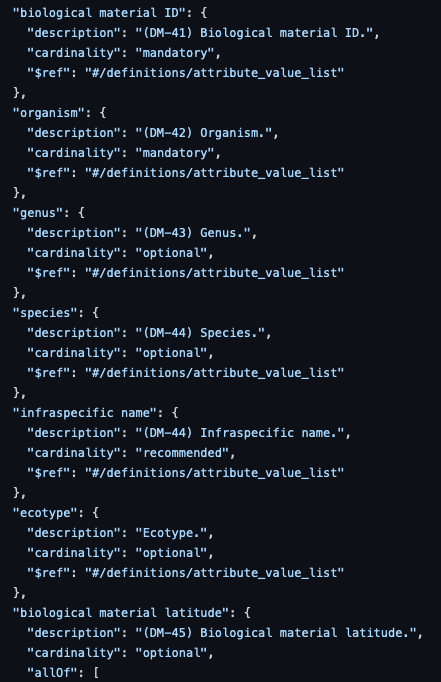 "biological material ID": {
"description": "(DM-41) Biological material ID.",
"cardinality": "mandatory",
"$ref": "#/definitions/attribute_value_list"
},
"organism": {
"description": "(DM-42) Organism.",
"cardinality": "mandatory",
"$ref": "#/definitions/attribute_value_list"
},
"genus": {
"description": "(DM-43) Genus.",
"cardinality": "optional",
"$ref": "#/definitions/attribute_value_list"
},
"species": {
"description": "(DM-44) Species.",
"cardinality": "optional",
"$ref": "#/definitions/attribute_value_list"
},
"infraspecific name": {
"description": "(DM-44) Infraspecific name.",
"cardinality": "recommended",
"$ref": "#/definitions/attribute_value_list"
},
"ecotype": {
"description": "Ecotype.",
"cardinality": "optional",
"$ref": "#/definitions/attribute_value_list"
},
"biological material latitude": {
"description": "(DM-45) Biological material latitude.",
"cardinality": "optional",
"allOf": [